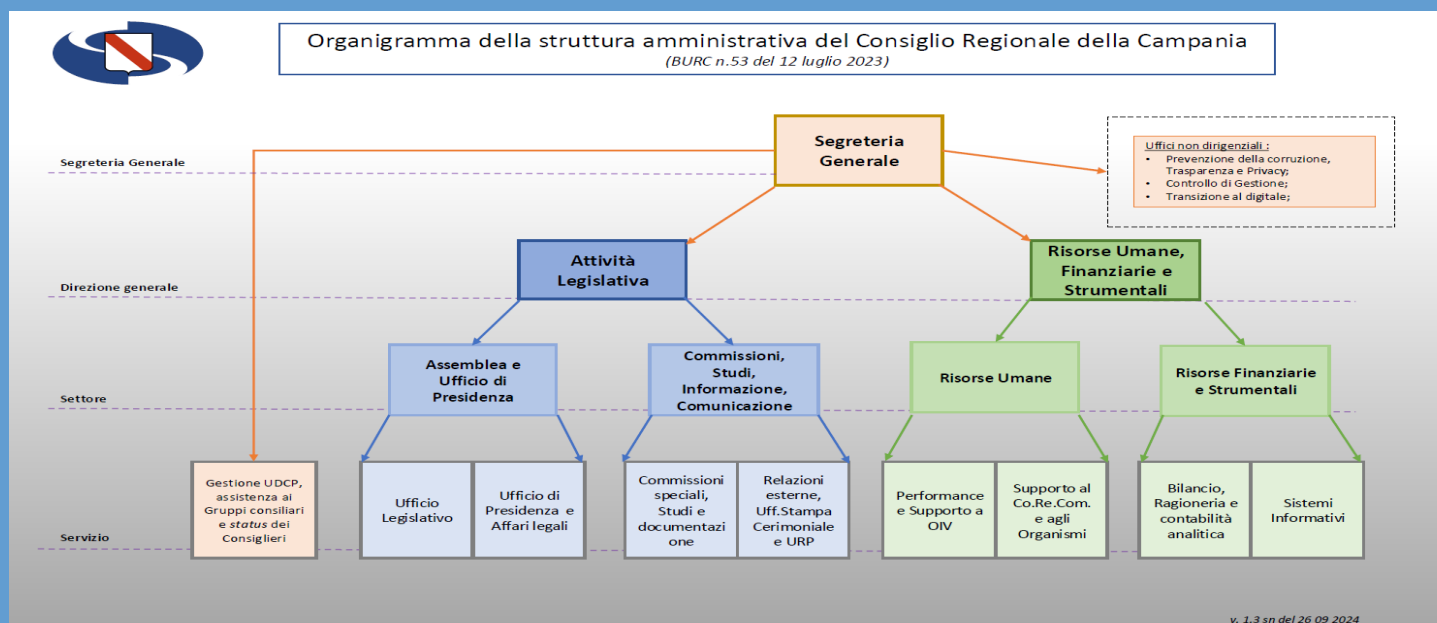 Organigramma della struttura amministrativa del Consiglio Regionale della Campania
(BURC n.53 del 12 luglio 2023)
Segreteria Generale
Segreteria
Generale
Uffici non dirigenziali :
• Prevenzione della corruzione,
Trasparenza e Privacy;
• Controllo di Gestione;
• Transizione al digitale;
Direzione generale
Attività
Legislativa
Risorse Umane,
Finanziarie e
Strumentali
Settore
Assemblea e
Ufficio di
Presidenza
Commissioni,
Studi,
Informazione,
Comunicazione
Risorse Umane
Risorse Finanziarie
e Strumentali
Servizio
Gestione UDCP,
assistenza ai
Gruppi consiliari
e status dei
Consiglieri
Ufficio
Legislativo
Ufficio di
Presidenza e
Affari legali
Commissioni
speciali,
Studi e
documentazi
one
Relazioni
esterne,
Uff.Stampa
Cerimoniale
e URP
Performance
e Supporto a
OIV
Supporto al
Co.Re.Com.
e agli
Organismi
Bilancio,
Ragioneria e
contabilità
analitica
Sistemi
Informativi
v. 1.3 sn del 26 09 2024